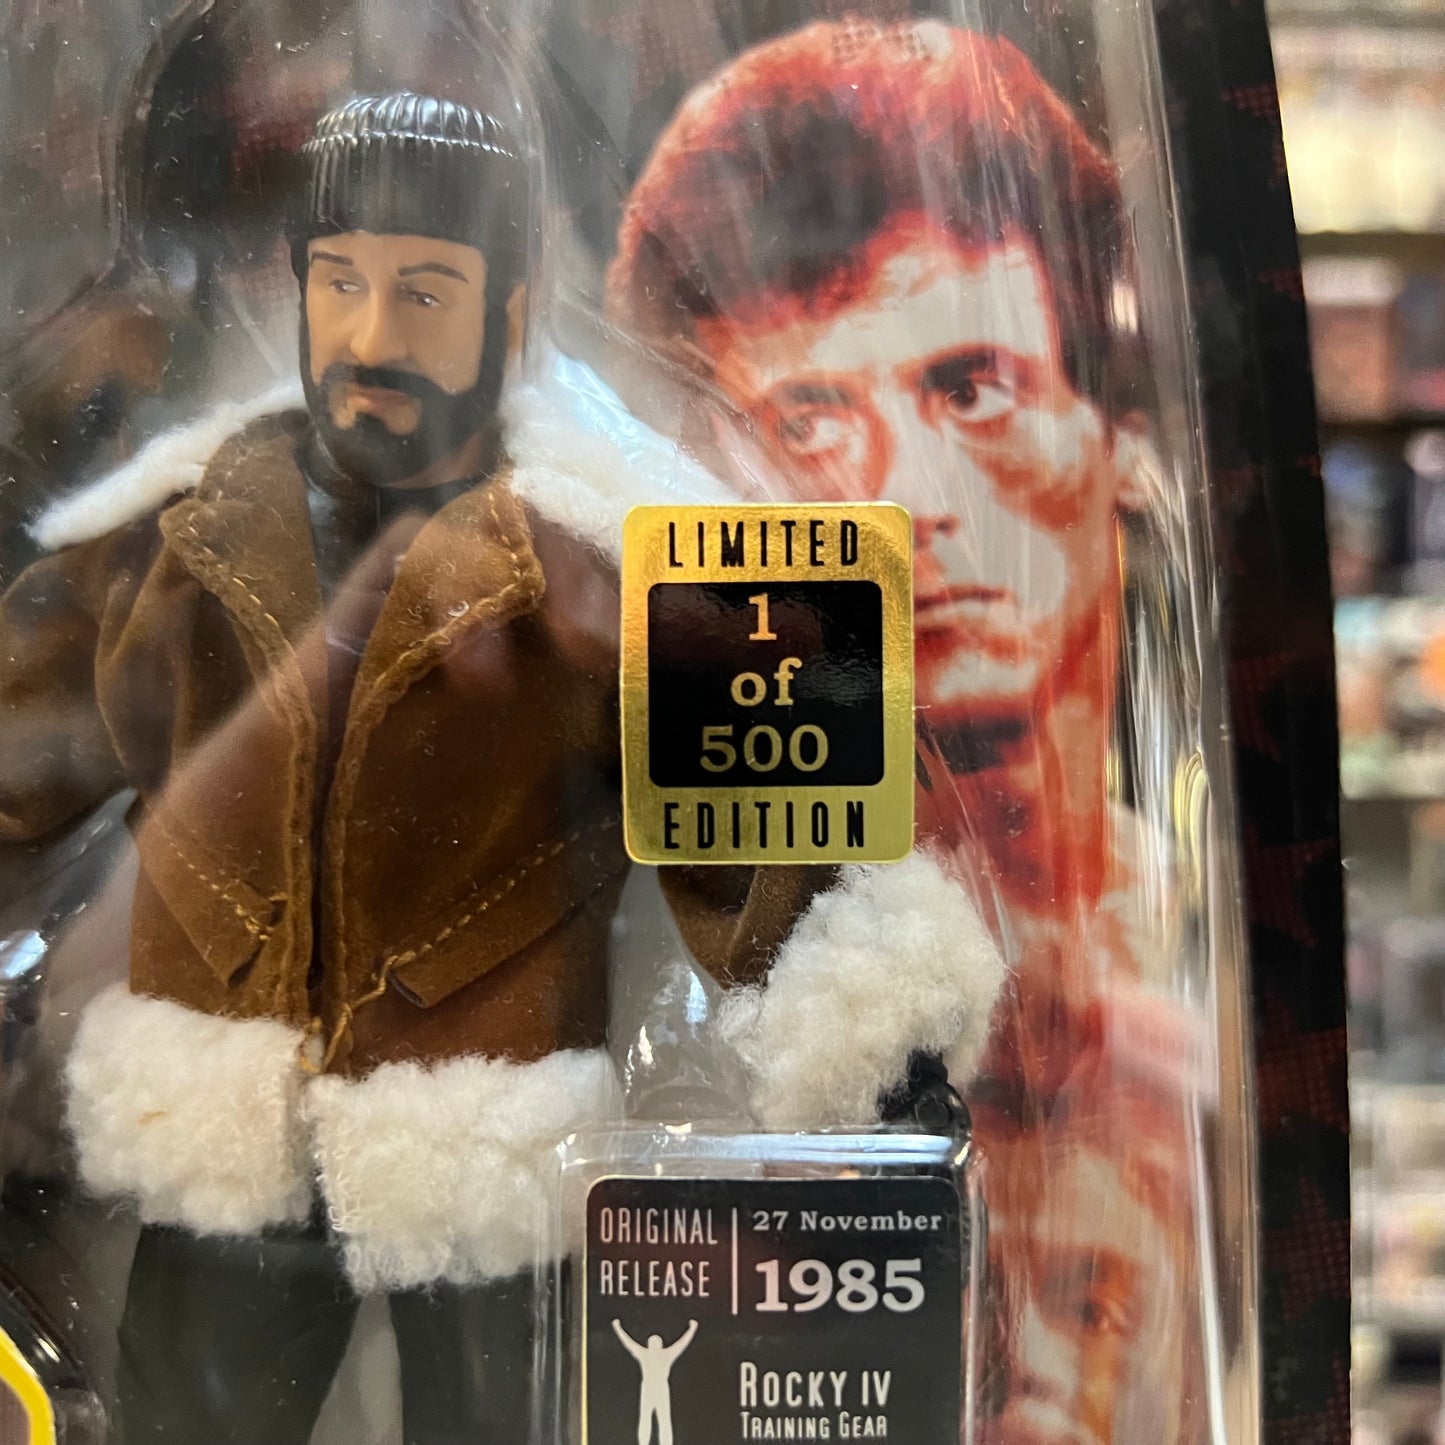 LIMITED
1
of
500
EDITION
ORIGINAL
RELEASE
27 November
1985
ROCKY IV
TRAINING GEAR